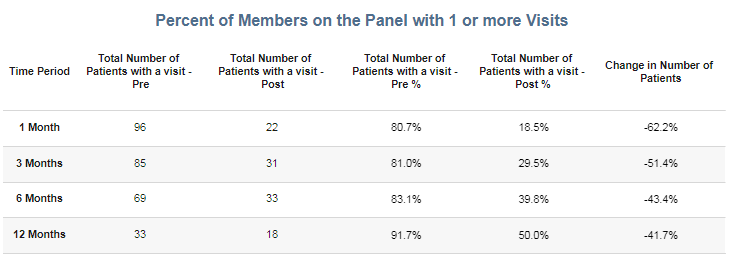 Percent of Members on the Panel with 1 or more Visits
Time Period
Total Number of
Patients with a visit -
Pre
Total Number of
Patients with a visit -
Post
Total Number of
Patients with a visit -
Pre %
Total Number of
Patients with a visit -
Post %
Change in Number of
Patients
1 Month 96 22 80.7% 18.5% -62.2%
3 Months 85 31 81.0% 29.5% -51.4%
6 Months 69 33 83.1% 39.8% -43.4%
12 Months 33 18 91.7% 50.0% -41.7%